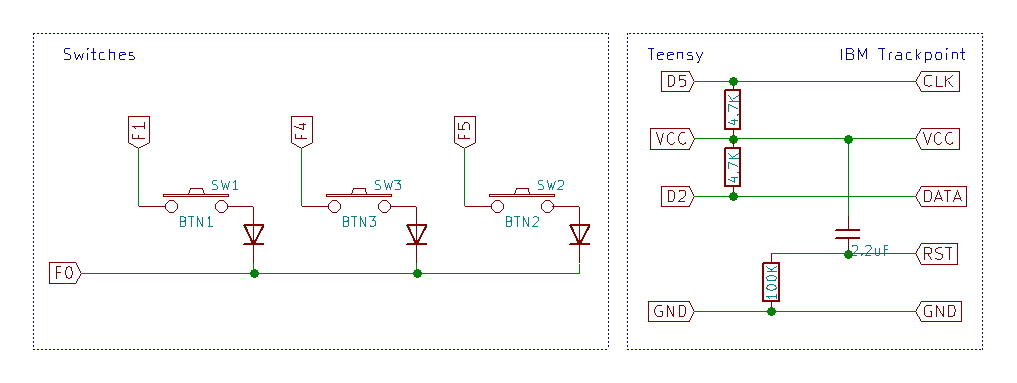 Switches
F1
F4
F5
SW1
SW3
SW2
BTN1
BTN3
BTN2
F0
Teensy
IBM Trackpoint
D5
4.7K
CLK
VCC
VCC
4.7K
D2
DATA
2.2uF
RST
100K
GND
GND